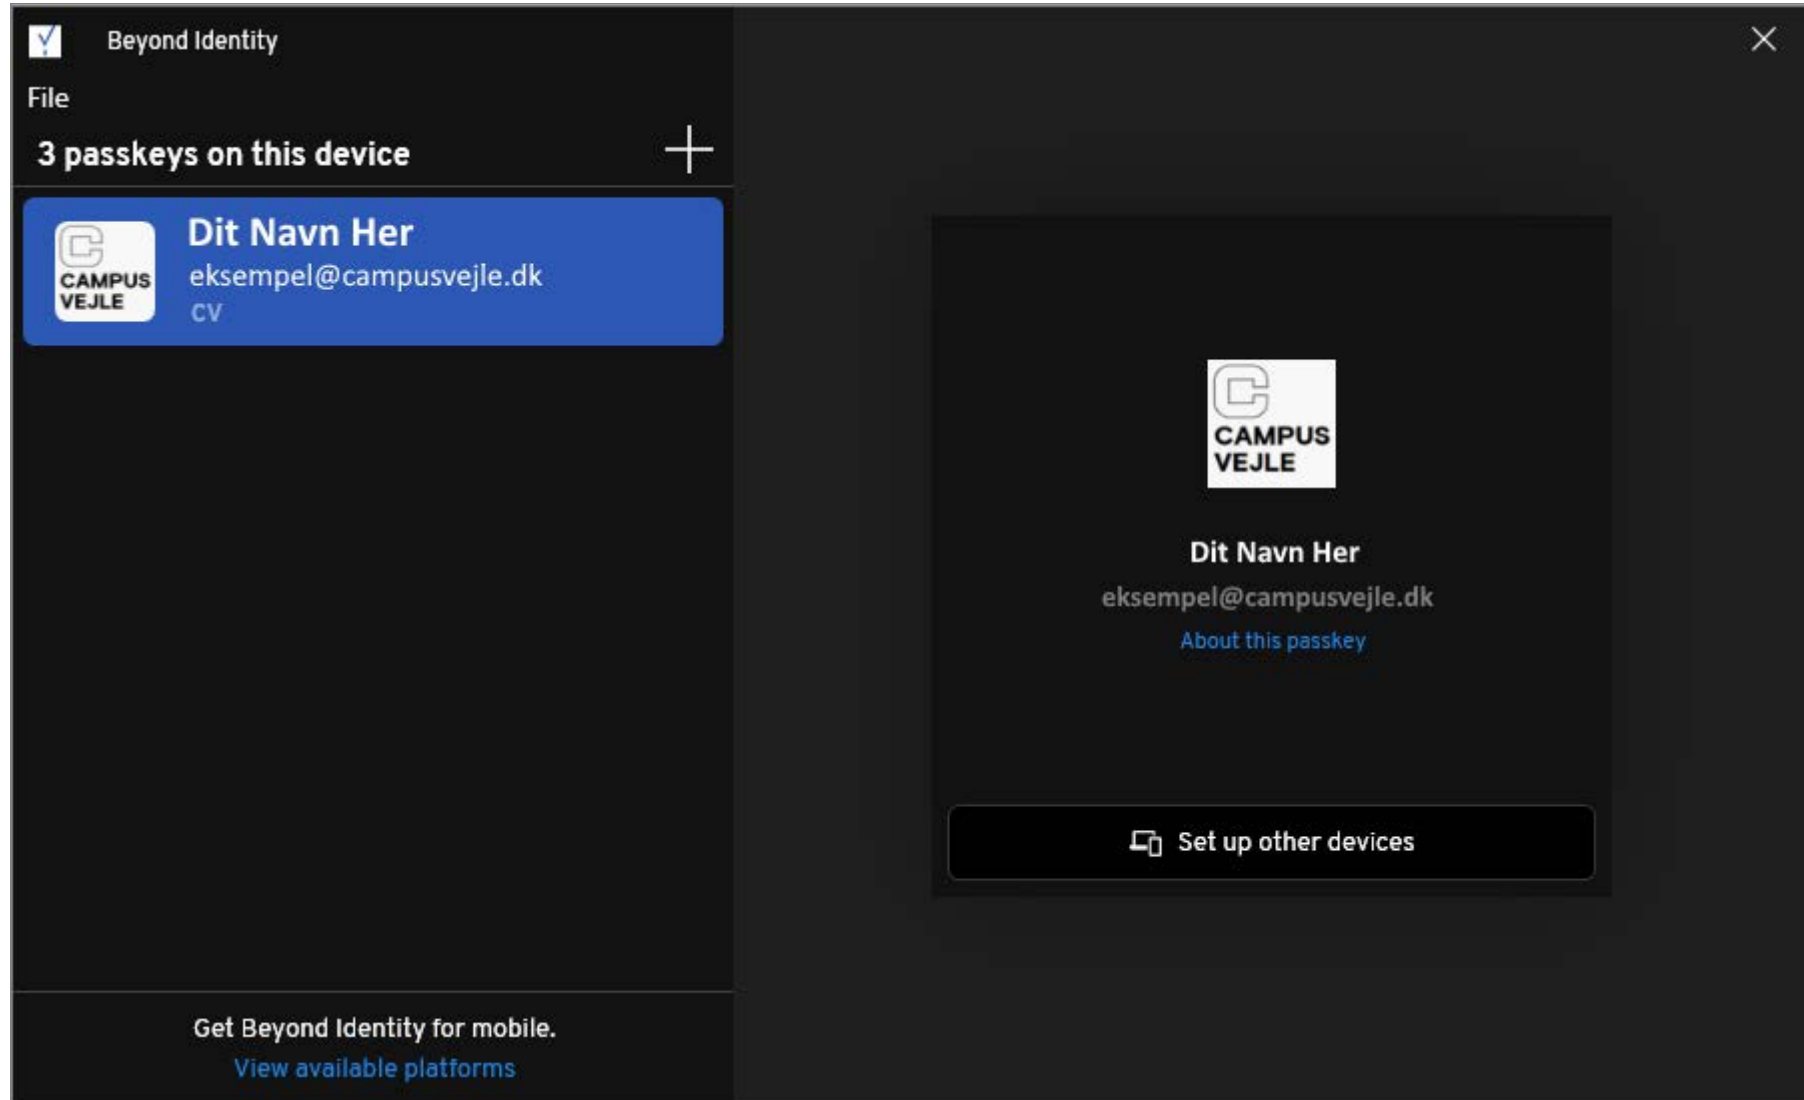 Beyond Identity
File
3 passkeys on this device
CAMPUS
VEJLE
Dit Navn Her
eksempel@campusvejle.dk
CV
Get Beyond Identity for mobile.
View available platforms
CAMPUS
VEJLE
Dit Navn Her
eksempel@campusvejle.dk
About this passkey
Set up other devices